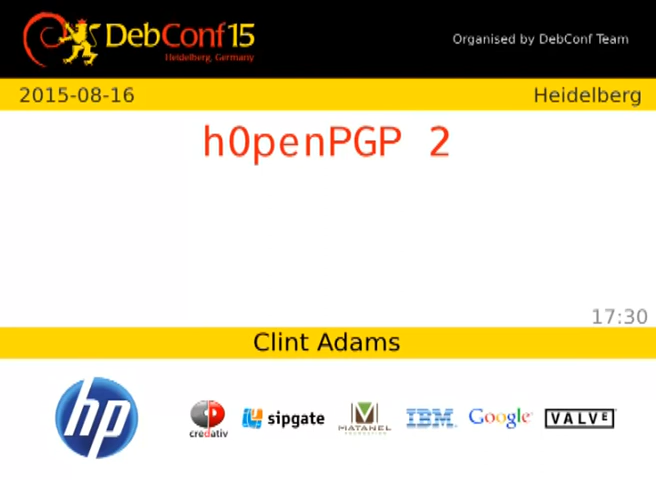 DebConf15
Heidelberg, Germany
Organised by DebConf Team
2015-08-16
Heidelberg
hOpenPGP 2
17:30
Clint Adams
hp
credativ
sipgate
MATANEL
IBM
Google
VALVE